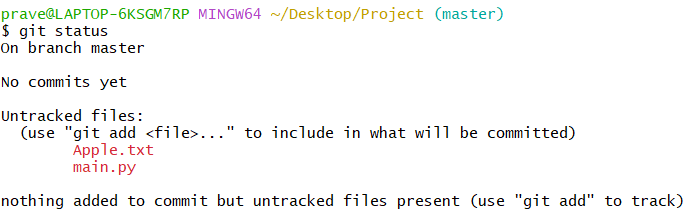 prave@LAPTOP-6KSGM7RP MINGW64 ~/Desktop/Project (master)
$ git status
On branch master

No commits yet

Untracked files:
  (use "git add <file>..." to include in what will be committed)
        Apple.txt
        main.py

nothing added to commit but untracked files present (use "git add" to track)